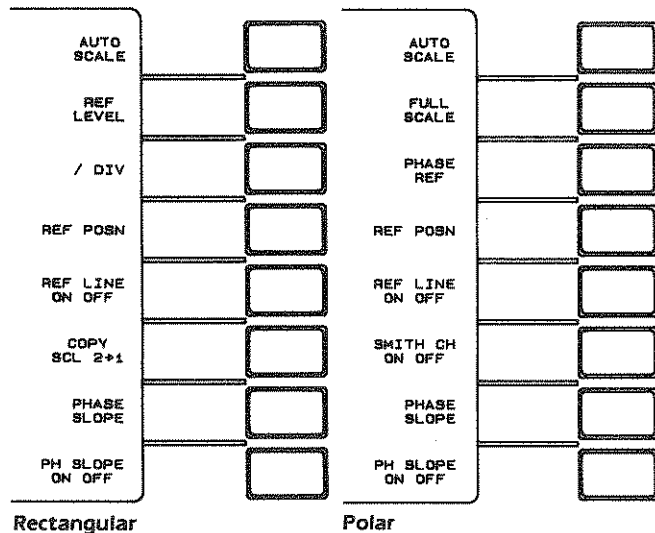 AUTO
SCALE
REF
LEVEL
/ DIV
REF POSN
REF LINE
ON OFF
COPY
SCL 2→1
PHASE
SLOPE
PH SLOPE
ON OFF
Rectangular
AUTO
SCALE
FULL
SCALE
PHASE
REF
REF POSN
REF LINE
ON OFF
SMITH CH
ON OFF
PHASE
SLOPE
PH SLOPE
ON OFF
Polar